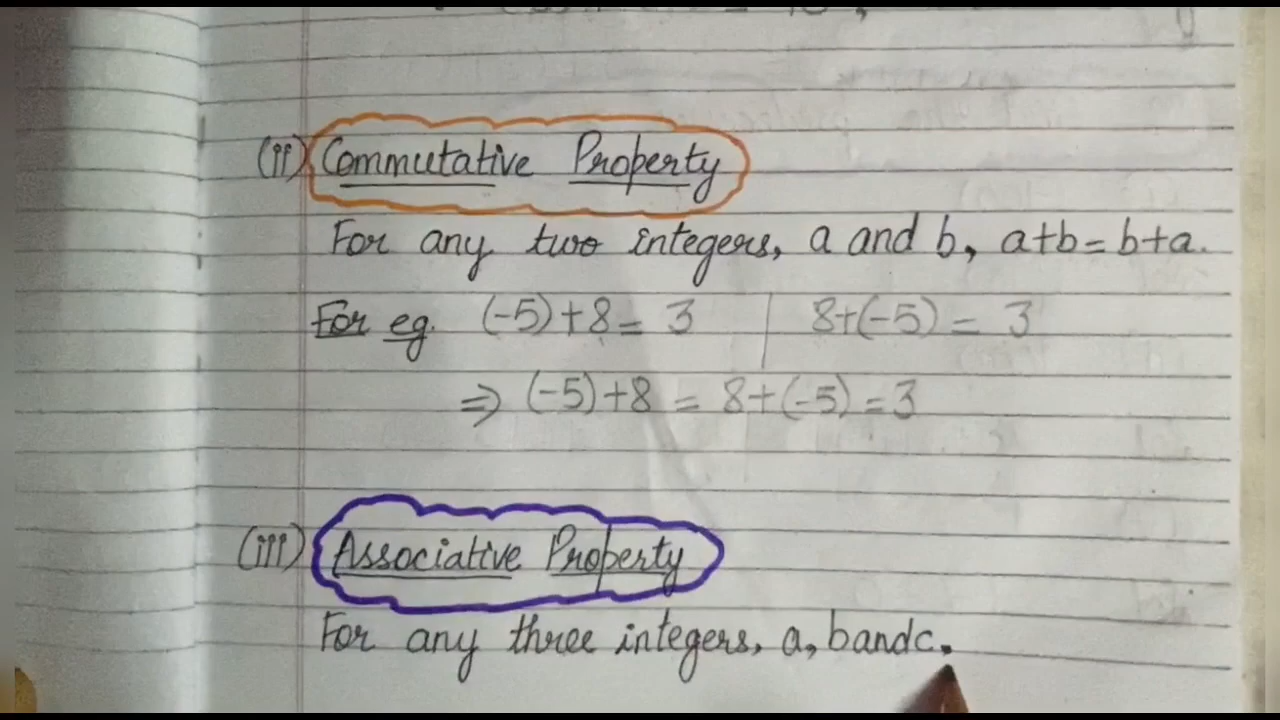 (ii) Commutative Property
For any two integers, a and b, a+b=b+a.
For eg. (-5)+8= 3 | 8+(-5) = 3
⇒ (-5)+8 = 8+(-5) =3
(iii) Associative Property
For any three integers, a, b and c,